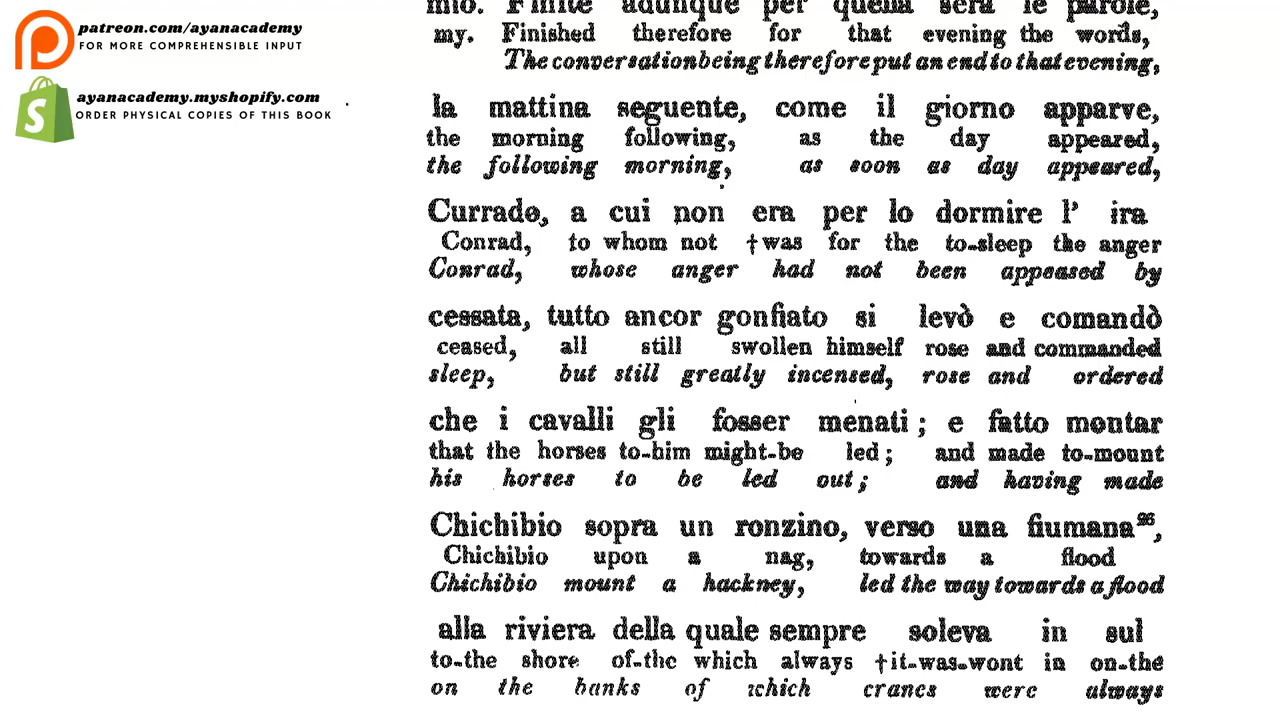 patreon.com/ayanacademy
FOR MORE COMPREHENSIBLE INPUT
ayanacademy.myshopify.com
ORDER PHYSICAL COPIES OF THIS BOOK
mio. Finite adunque per quella sera le parole,
my. Finished therefore for that evening the words,
The conversation being therefore put an end to that evening,
la mattina seguente, come il giorno apparve,
the morning following, as the day appeared,
the following morning, as soon as day appeared,
Currado, a cui non era per lo dormire l' ira
Conrad, to whom not †was for the to-sleep the anger
Conrad, whose anger had not been appeased by
cessata, tutto ancor gonfiato si levò e comandò
ceased, all still swollen himself rose and commanded
sleep, but still greatly incensed, rose and ordered
che i cavalli gli fosser menati; e fatto montar
that the horses to-him might-be led; and made to-mount
his horses to be led out; and having made
Chichibio sopra un ronzino, verso una fiumana²⁶,
Chichibio upon a nag, towards a flood
Chichibio mount a hackney, led the way towards a flood
alla riviera della quale sempre soleva in sul
to-the shore of-the which always †it-was-wont in on-the
on the banks of which cranes were always